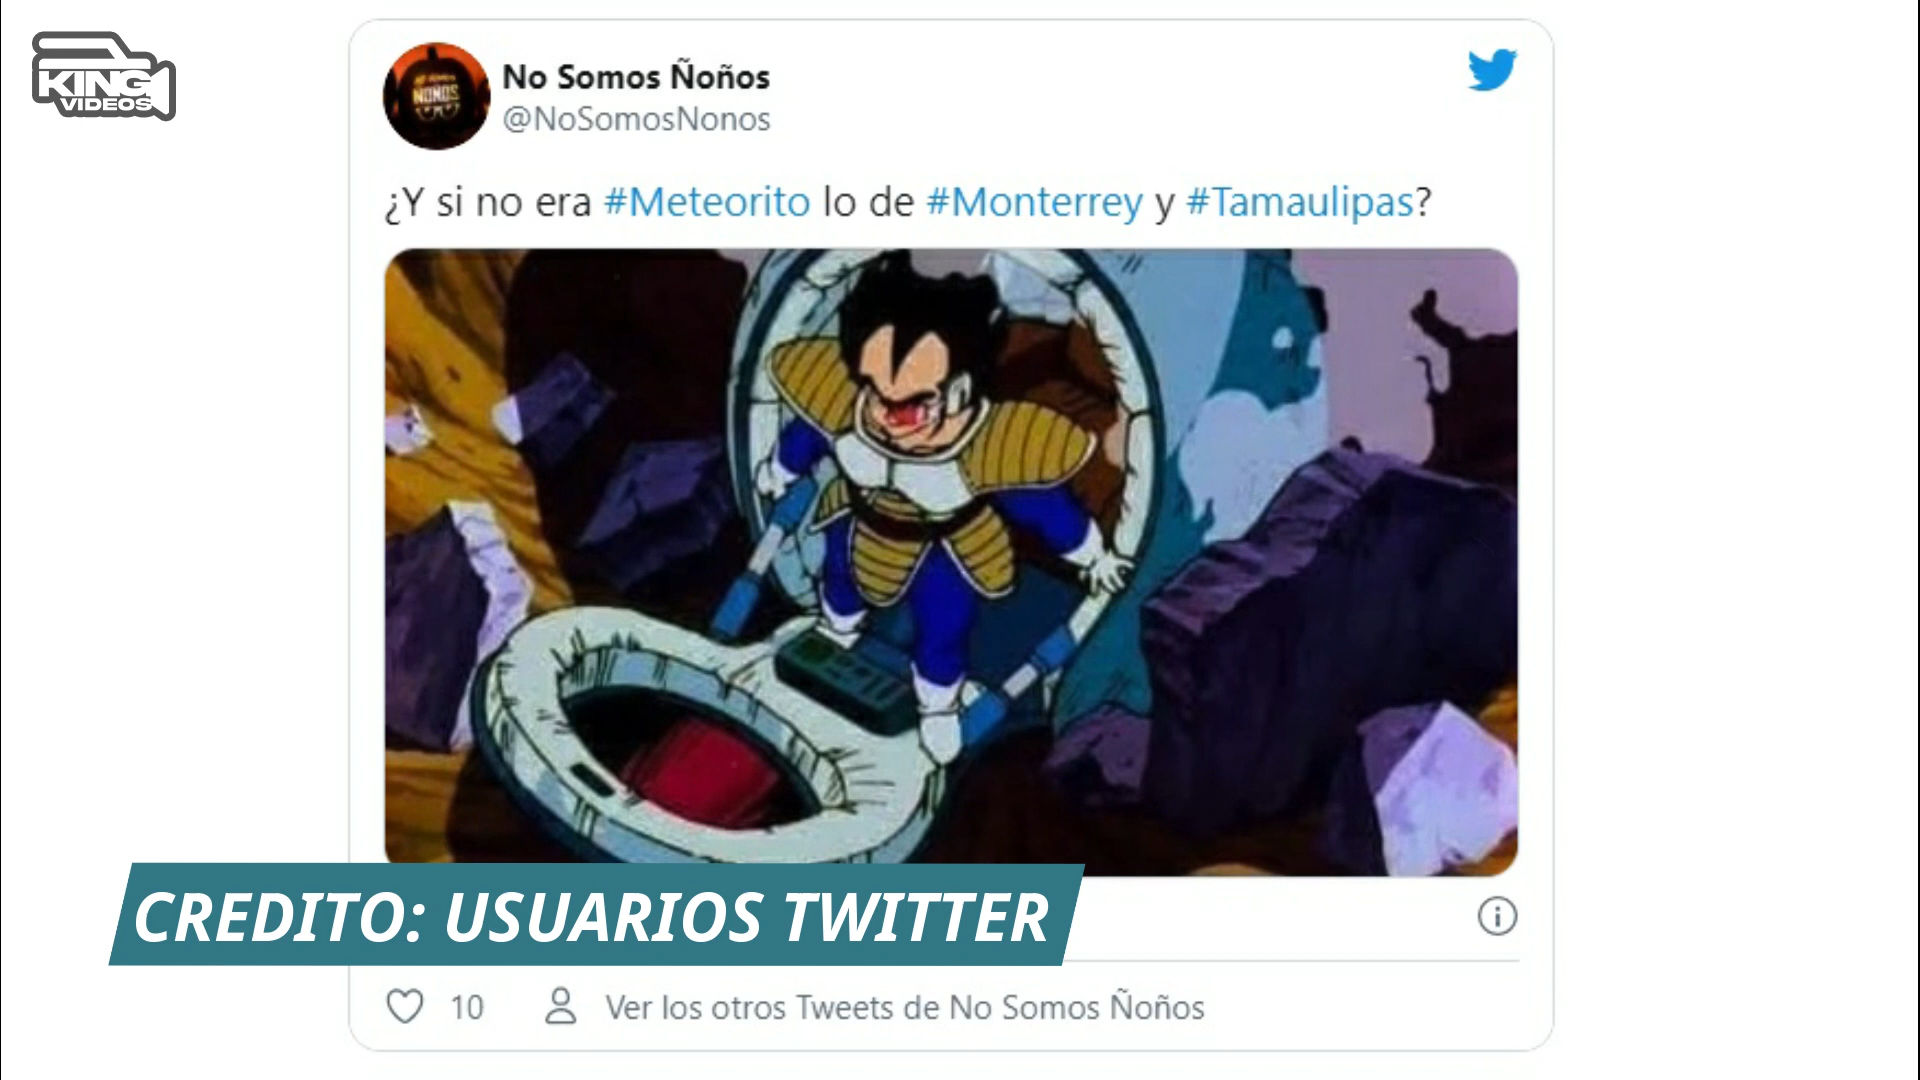 KING
VIDEOS
NOÑOS
No Somos Ñoños
@NoSomosNonos
¿Y si no era #Meteorito lo de #Monterrey y #Tamaulipas?
CREDITO: USUARIOS TWITTER
10
Ver los otros Tweets de No Somos Ñoños